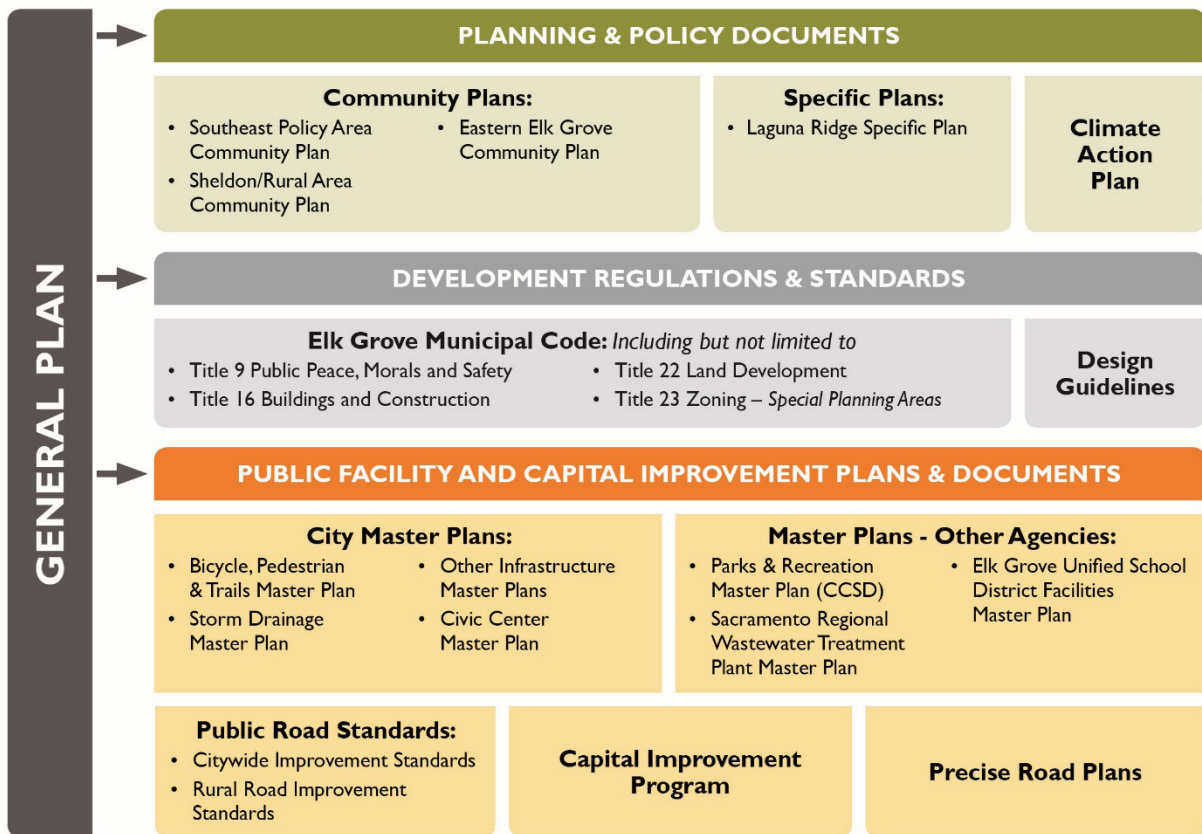 GENERAL PLAN
PLANNING & POLICY DOCUMENTS
Community Plans:
• Southeast Policy Area
Community Plan
• Sheldon/Rural Area
Community Plan
• Eastern Elk Grove
Community Plan
Specific Plans:
• Laguna Ridge Specific Plan
Climate
Action
Plan
DEVELOPMENT REGULATIONS & STANDARDS
Elk Grove Municipal Code: Including but not limited to
• Title 9 Public Peace, Morals and Safety
• Title 16 Buildings and Construction
• Title 22 Land Development
• Title 23 Zoning – Special Planning Areas
Design
Guidelines
PUBLIC FACILITY AND CAPITAL IMPROVEMENT PLANS & DOCUMENTS
City Master Plans:
• Bicycle, Pedestrian
& Trails Master Plan
• Storm Drainage
Master Plan
• Other Infrastructure
Master Plans
• Civic Center
Master Plan
Master Plans - Other Agencies:
• Parks & Recreation
Master Plan (CCSD)
• Sacramento Regional
Wastewater Treatment
Plant Master Plan
• Elk Grove Unified School
District Facilities
Master Plan
Public Road Standards:
• Citywide Improvement Standards
• Rural Road Improvement
Standards
Capital Improvement
Program
Precise Road Plans